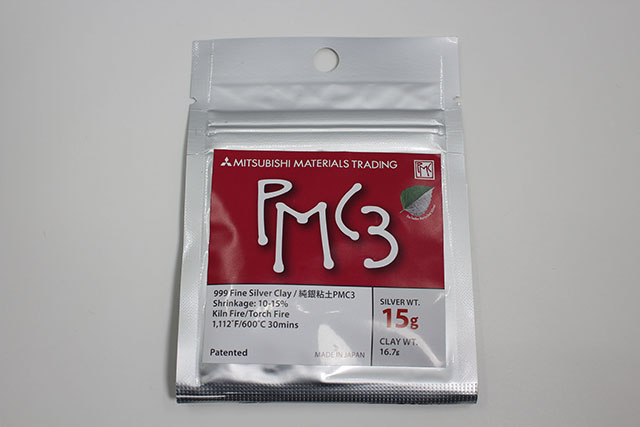 MITSUBISHI MATERIALS TRADING
PMC
PMC3
999 Fine Silver Clay / 純銀粘土PMC3
Shrinkage: 10-15%
Kiln Fire/Torch Fire
1,112°F/600°C 30mins
Patented
MADE IN JAPAN
SILVER WT.
15g
CLAY WT.
16.7g